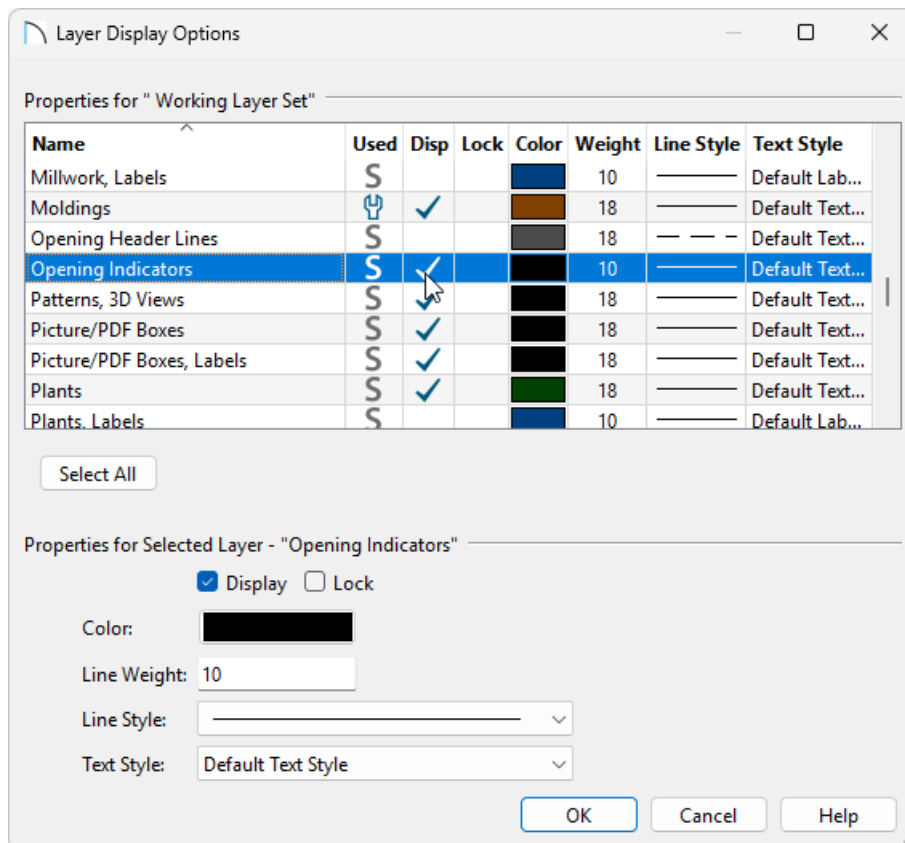 Layer Display Options
Properties for " Working Layer Set"
Name Used Disp Lock Color Weight Line Style Text Style
Millwork, Labels S 10 Default Lab...
Moldings 18 Default Text...
Opening Header Lines S 18 Default Text...
Opening Indicators S 10 Default Text...
Patterns, 3D Views S 18 Default Text...
Picture/PDF Boxes S 18 Default Text...
Picture/PDF Boxes, Labels S 18 Default Text...
Plants S 18 Default Text...
Plants, Labels S 10 Default Lab...
Select All
Properties for Selected Layer - "Opening Indicators"
Display Lock
Color:
Line Weight: 10
Line Style:
Text Style: Default Text Style
OK Cancel Help